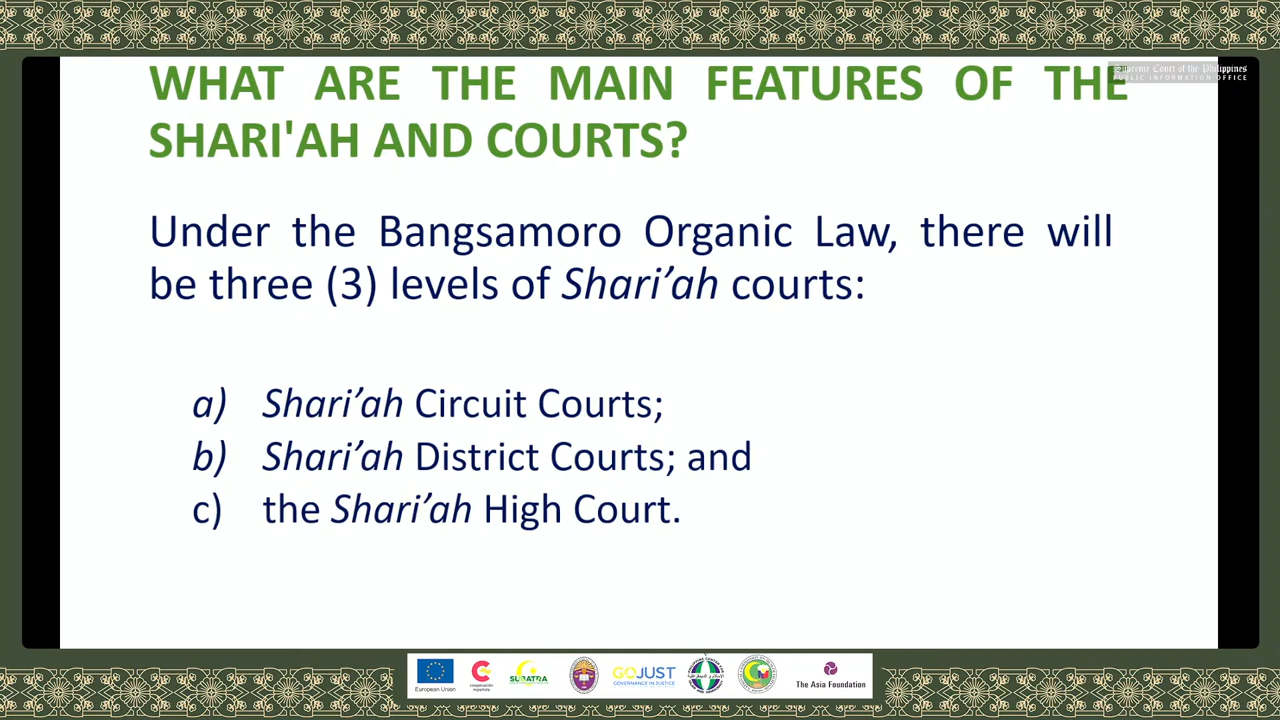 Supreme Court of the Philippines
PUBLIC INFORMATION OFFICE
WHAT ARE THE MAIN FEATURES OF THE
SHARI'AH AND COURTS?
Under the Bangsamoro Organic Law, there will
be three (3) levels of Shari’ah courts:
a) Shari’ah Circuit Courts;
b) Shari’ah District Courts; and
c) the Shari’ah High Court.
European Union
cooperación
española
SUBATRA
GOJUST
GOVERNANCE IN JUSTICE
The Asia Foundation